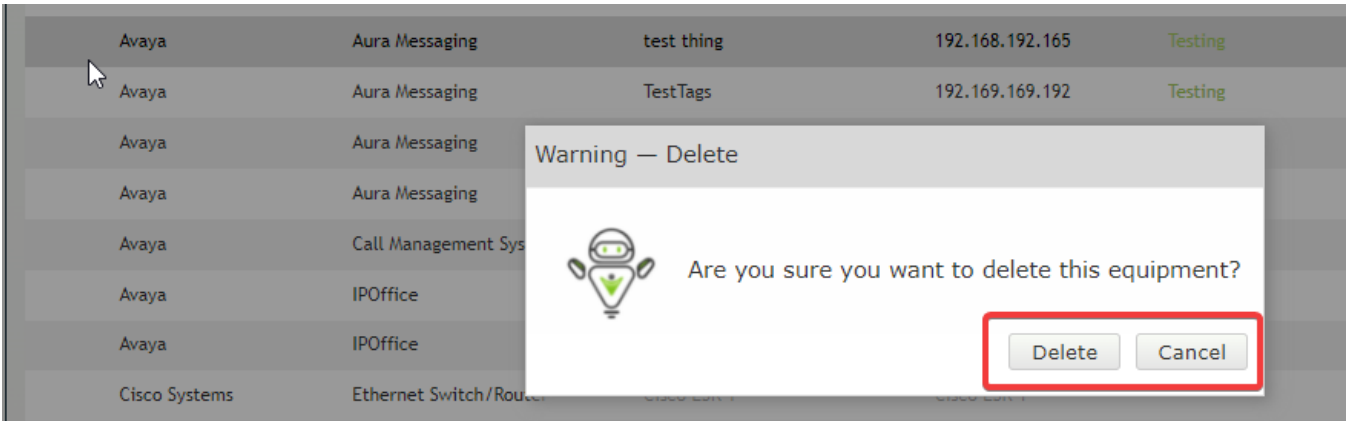 Avaya Aura Messaging test thing 192.168.192.165 Testing
Avaya Aura Messaging TestTags 192.169.169.192 Testing
Avaya Aura Messaging
Avaya Aura Messaging
Avaya Call Management Sys
Avaya IPOffice
Avaya IPOffice
Cisco Systems Ethernet Switch/Router
Warning — Delete
Are you sure you want to delete this equipment?
Delete Cancel